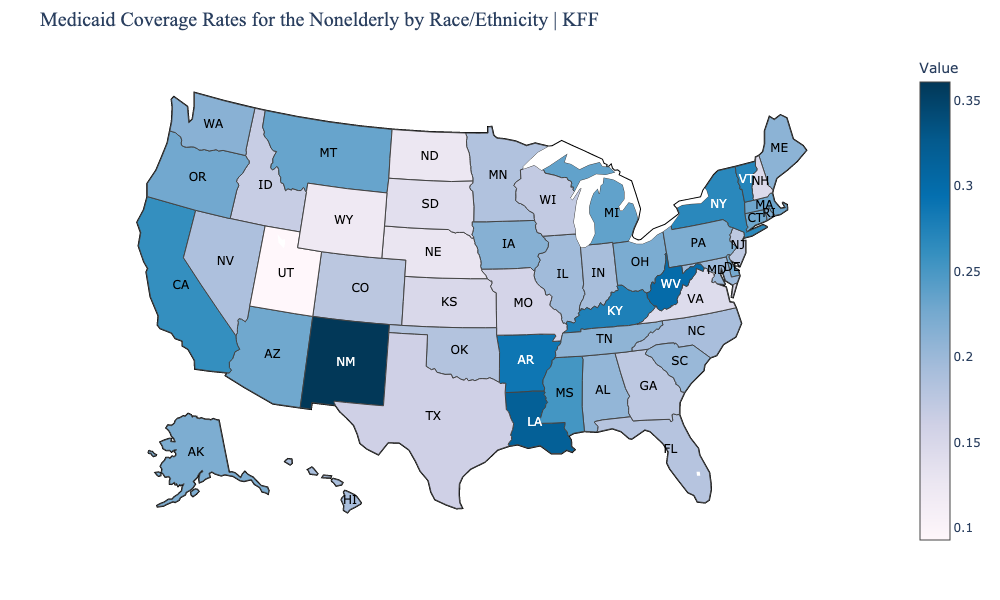 Medicaid Coverage Rates for the Nonelderly by Race/Ethnicity | KFF
Value
WA
MT
ND
MN
ME
OR
ID
SD
WI
MI
VT
NH
NY
MA
CT
RI
WY
NE
IA
PA
NJ
NV
UT
CO
IL
IN
OH
MD
DE
CA
KS
MO
KY
WV
VA
AZ
NM
OK
AR
TN
NC
SC
TX
LA
MS
AL
GA
FL
AK
HI
0.35
0.3
0.25
0.2
0.15
0.1